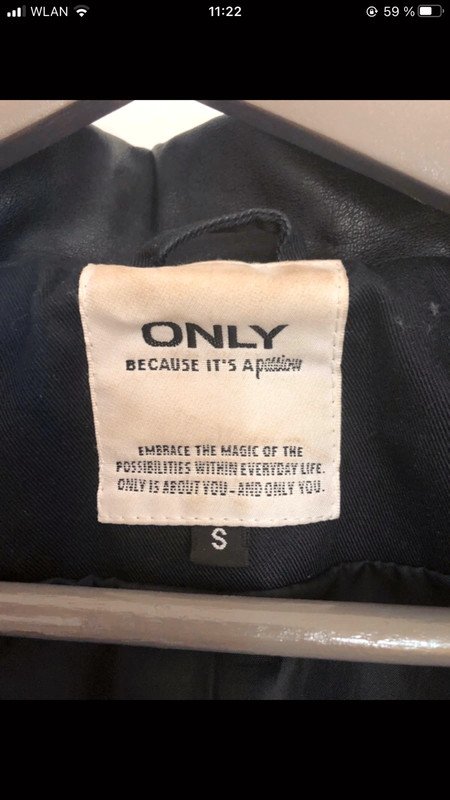 WLAN 11:22 59 %
ONLY
BECAUSE IT'S A passion
EMBRACE THE MAGIC OF THE
POSSIBILITIES WITHIN EVERYDAY LIFE.
ONLY IS ABOUT YOU - AND ONLY YOU.
S